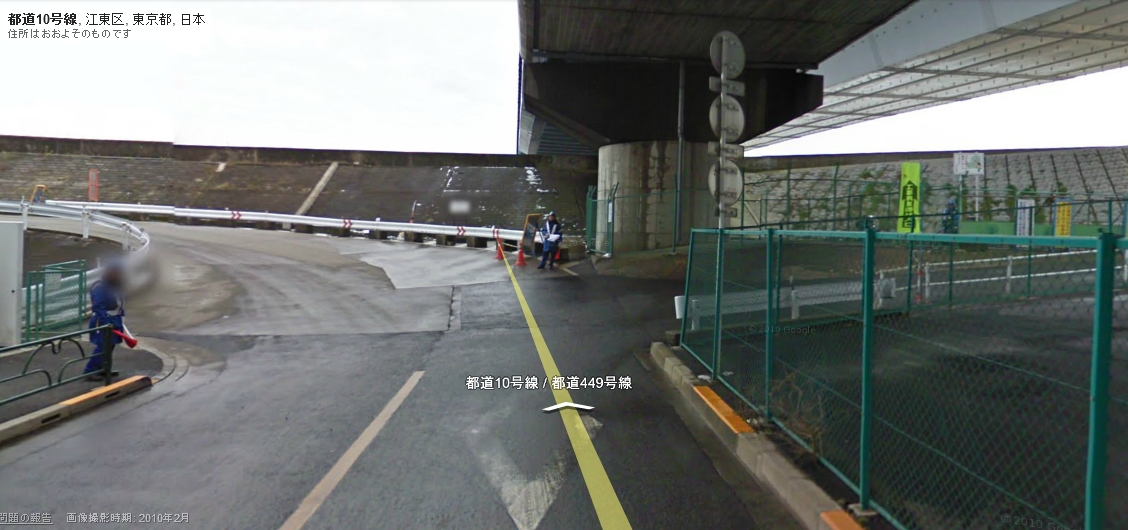 都道10号線, 江東区, 東京都, 日本
住所はおおよそのものです
都道10号線 / 都道449号線
© 2010 Google
問題の報告
画像撮影時期: 2010年2月